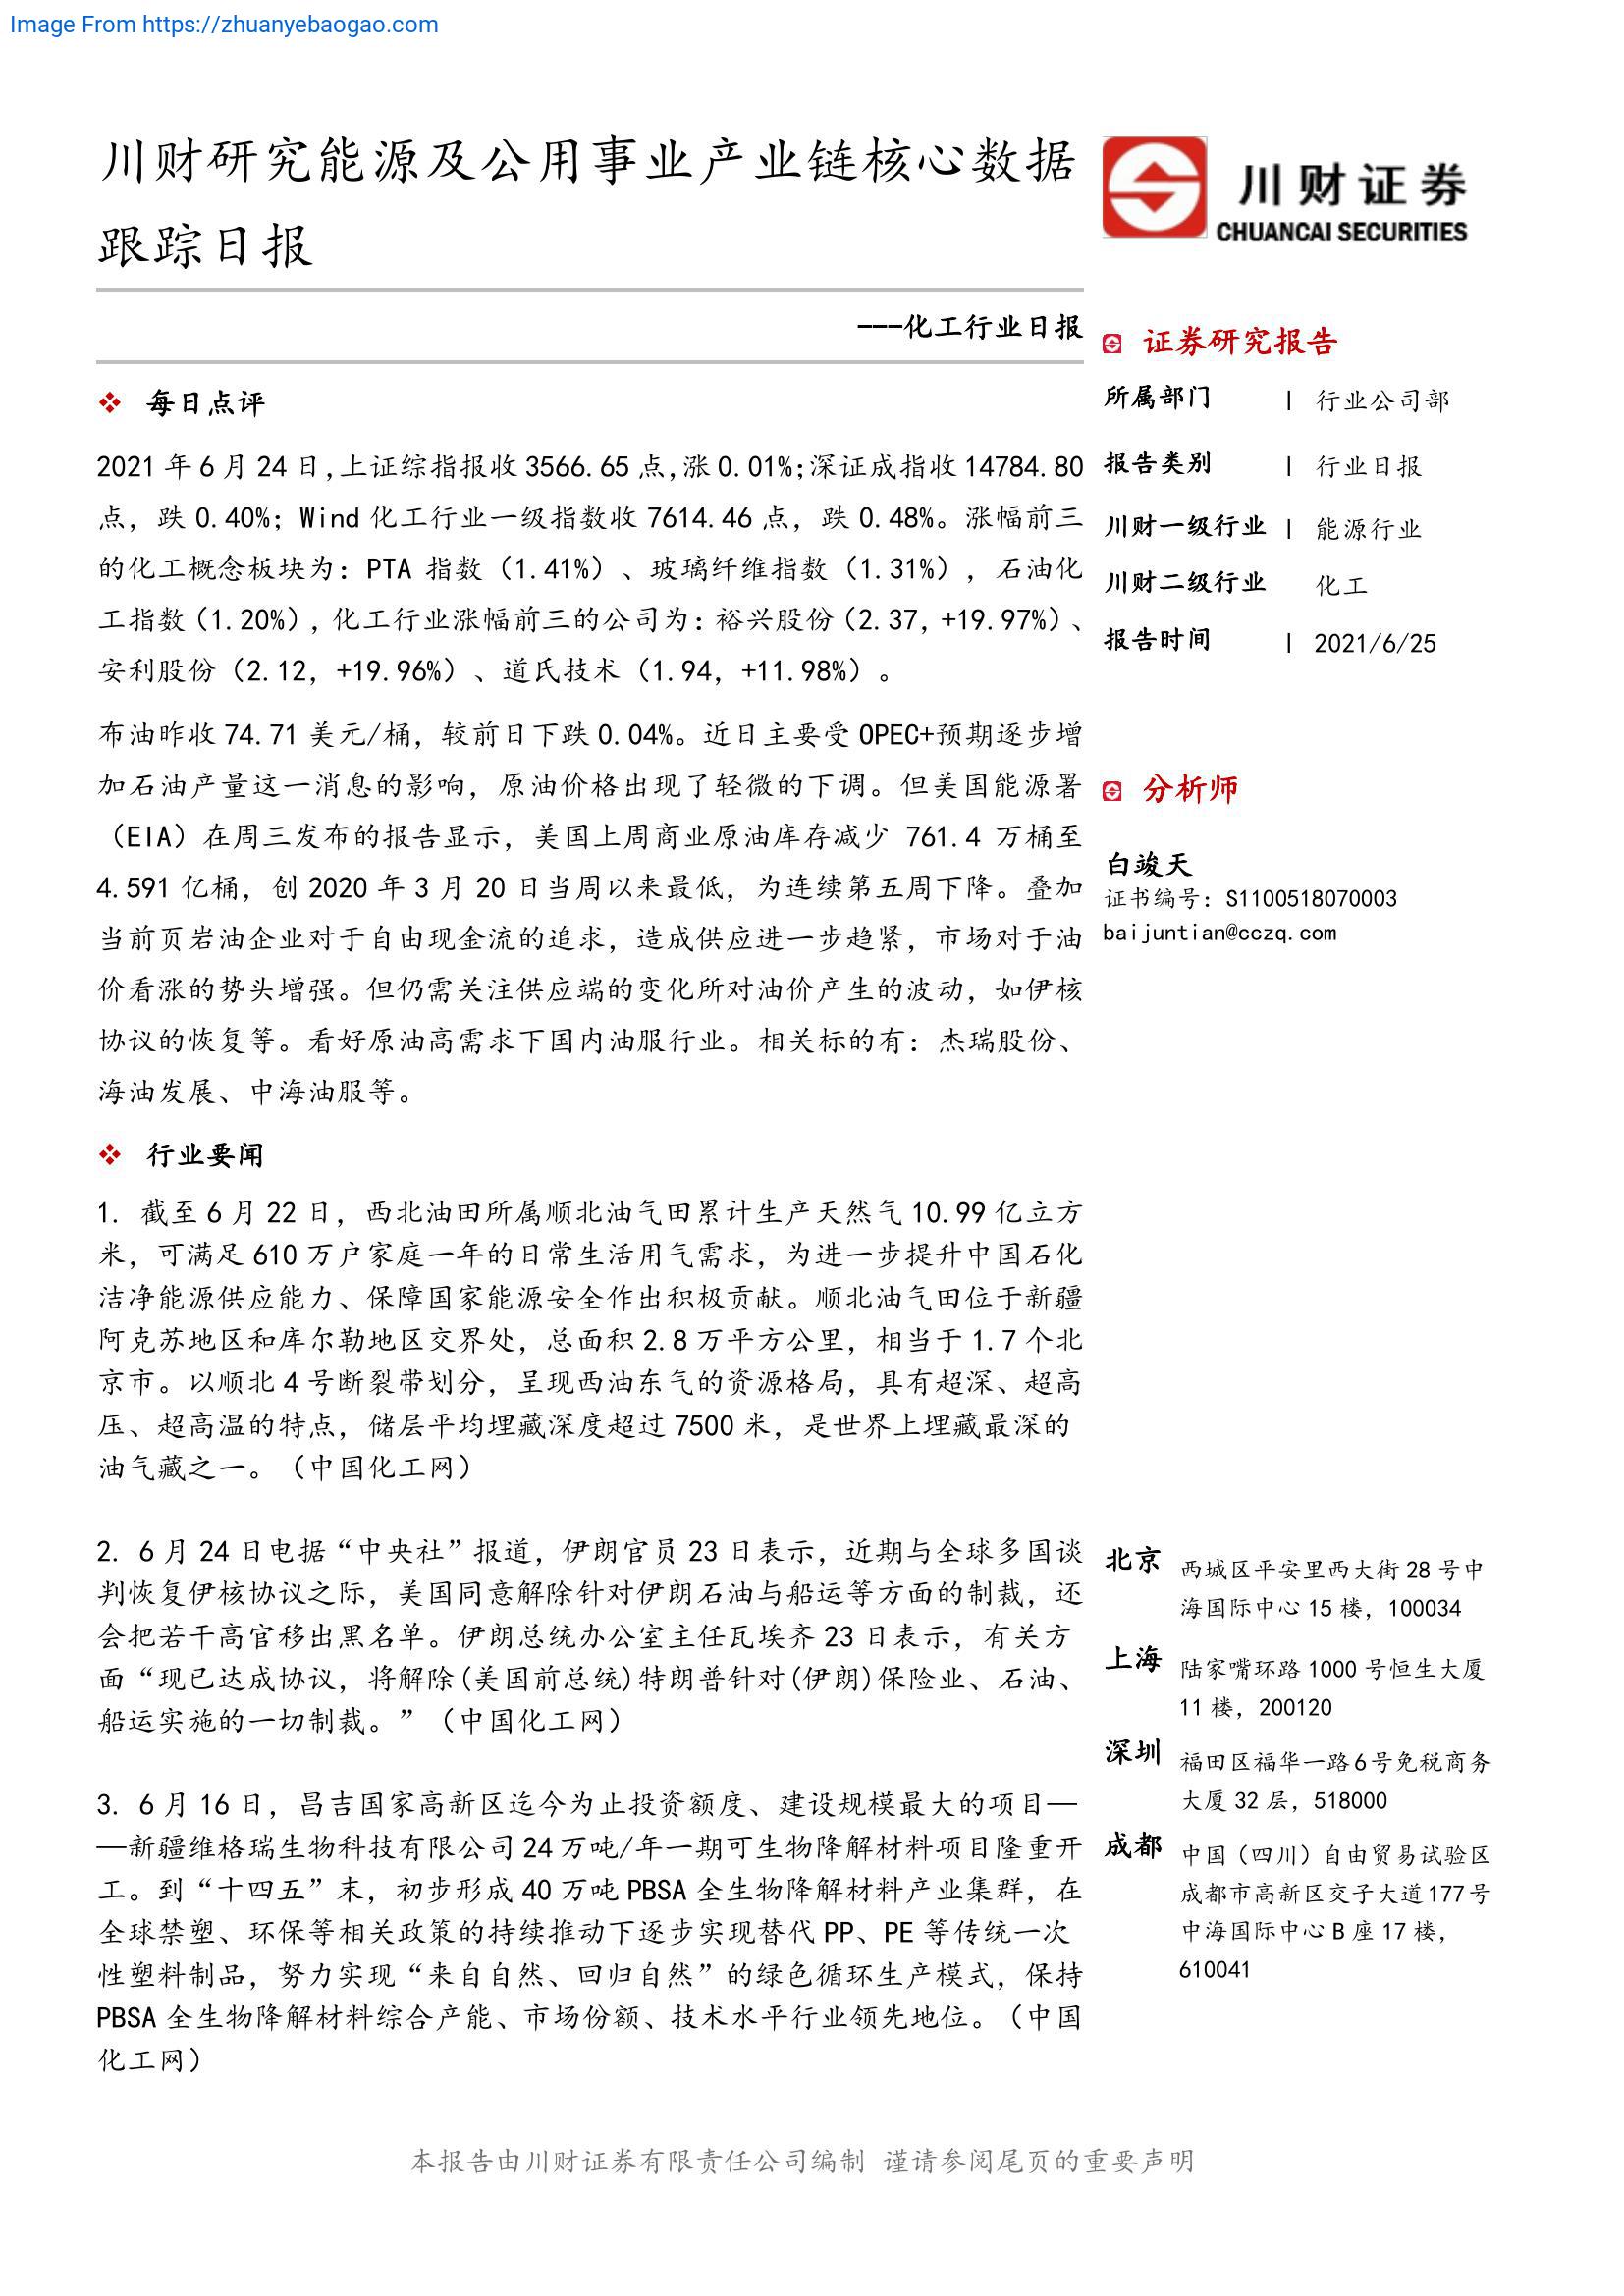 Image From https://zhuanyebaogao.com
川财研究能源及公用事业产业链核心数据
跟踪日报
---化工行业日报
❖ 每日点评
2021 年 6 月 24 日,上证综指报收 3566.65 点,涨 0.01%;深证成指收 14784.80
点，跌 0.40%；Wind 化工行业一级指数收 7614.46 点，跌 0.48%。涨幅前三
的化工概念板块为：PTA 指数（1.41%）、玻璃纤维指数（1.31%），石油化
工指数（1.20%），化工行业涨幅前三的公司为：裕兴股份（2.37，+19.97%）、
安利股份（2.12，+19.96%）、道氏技术（1.94，+11.98%）。
布油昨收 74.71 美元/桶，较前日下跌 0.04%。近日主要受 OPEC+预期逐步增
加石油产量这一消息的影响，原油价格出现了轻微的下调。但美国能源署
（EIA）在周三发布的报告显示，美国上周商业原油库存减少 761.4 万桶至
4.591 亿桶，创 2020 年 3 月 20 日当周以来最低，为连续第五周下降。叠加
当前页岩油企业对于自由现金流的追求，造成供应进一步趋紧，市场对于油
价看涨的势头增强。但仍需关注供应端的变化所对油价产生的波动，如伊核
协议的恢复等。看好原油高需求下国内油服行业。相关标的有：杰瑞股份、
海油发展、中海油服等。
❖ 行业要闻
1. 截至 6 月 22 日，西北油田所属顺北油气田累计生产天然气 10.99 亿立方
米，可满足 610 万户家庭一年的日常生活用气需求，为进一步提升中国石化
洁净能源供应能力、保障国家能源安全作出积极贡献。顺北油气田位于新疆
阿克苏地区和库尔勒地区交界处，总面积 2.8 万平方公里，相当于 1.7 个北
京市。以顺北 4 号断裂带划分，呈现西油东气的资源格局，具有超深、超高
压、超高温的特点，储层平均埋藏深度超过 7500 米，是世界上埋藏最深的
油气藏之一。（中国化工网）
2. 6 月 24 日电据“中央社”报道，伊朗官员 23 日表示，近期与全球多国谈
判恢复伊核协议之际，美国同意解除针对伊朗石油与船运等方面的制裁，还
会把若干高官移出黑名单。伊朗总统办公室主任瓦埃齐 23 日表示，有关方
面“现已达成协议，将解除(美国前总统)特朗普针对(伊朗)保险业、石油、
船运实施的一切制裁。”（中国化工网）
3. 6 月 16 日，昌吉国家高新区迄今为止投资额度、建设规模最大的项目—
—新疆维格瑞生物科技有限公司 24 万吨/年一期可生物降解材料项目隆重开
工。到“十四五”末，初步形成 40 万吨 PBSA 全生物降解材料产业集群，在
全球禁塑、环保等相关政策的持续推动下逐步实现替代 PP、PE 等传统一次
性塑料制品，努力实现“来自自然、回归自然”的绿色循环生产模式，保持
PBSA 全生物降解材料综合产能、市场份额、技术水平行业领先地位。（中国
化工网）
川财证券
CHUANCAI SECURITIES
证券研究报告
所属部门 | 行业公司部
报告类别 | 行业日报
川财一级行业 | 能源行业
川财二级行业 化工
报告时间 | 2021/6/25
分析师
白竣天
证书编号：S1100518070003
baijuntian@cczq.com
北京 西城区平安里西大街 28 号中
海国际中心 15 楼，100034
上海 陆家嘴环路 1000 号恒生大厦
11 楼，200120
深圳 福田区福华一路 6 号免税商务
大厦 32 层，518000
成都 中国（四川）自由贸易试验区
成都市高新区交子大道 177 号
中海国际中心 B 座 17 楼，
610041
本报告由川财证券有限责任公司编制 谨请参阅尾页的重要声明